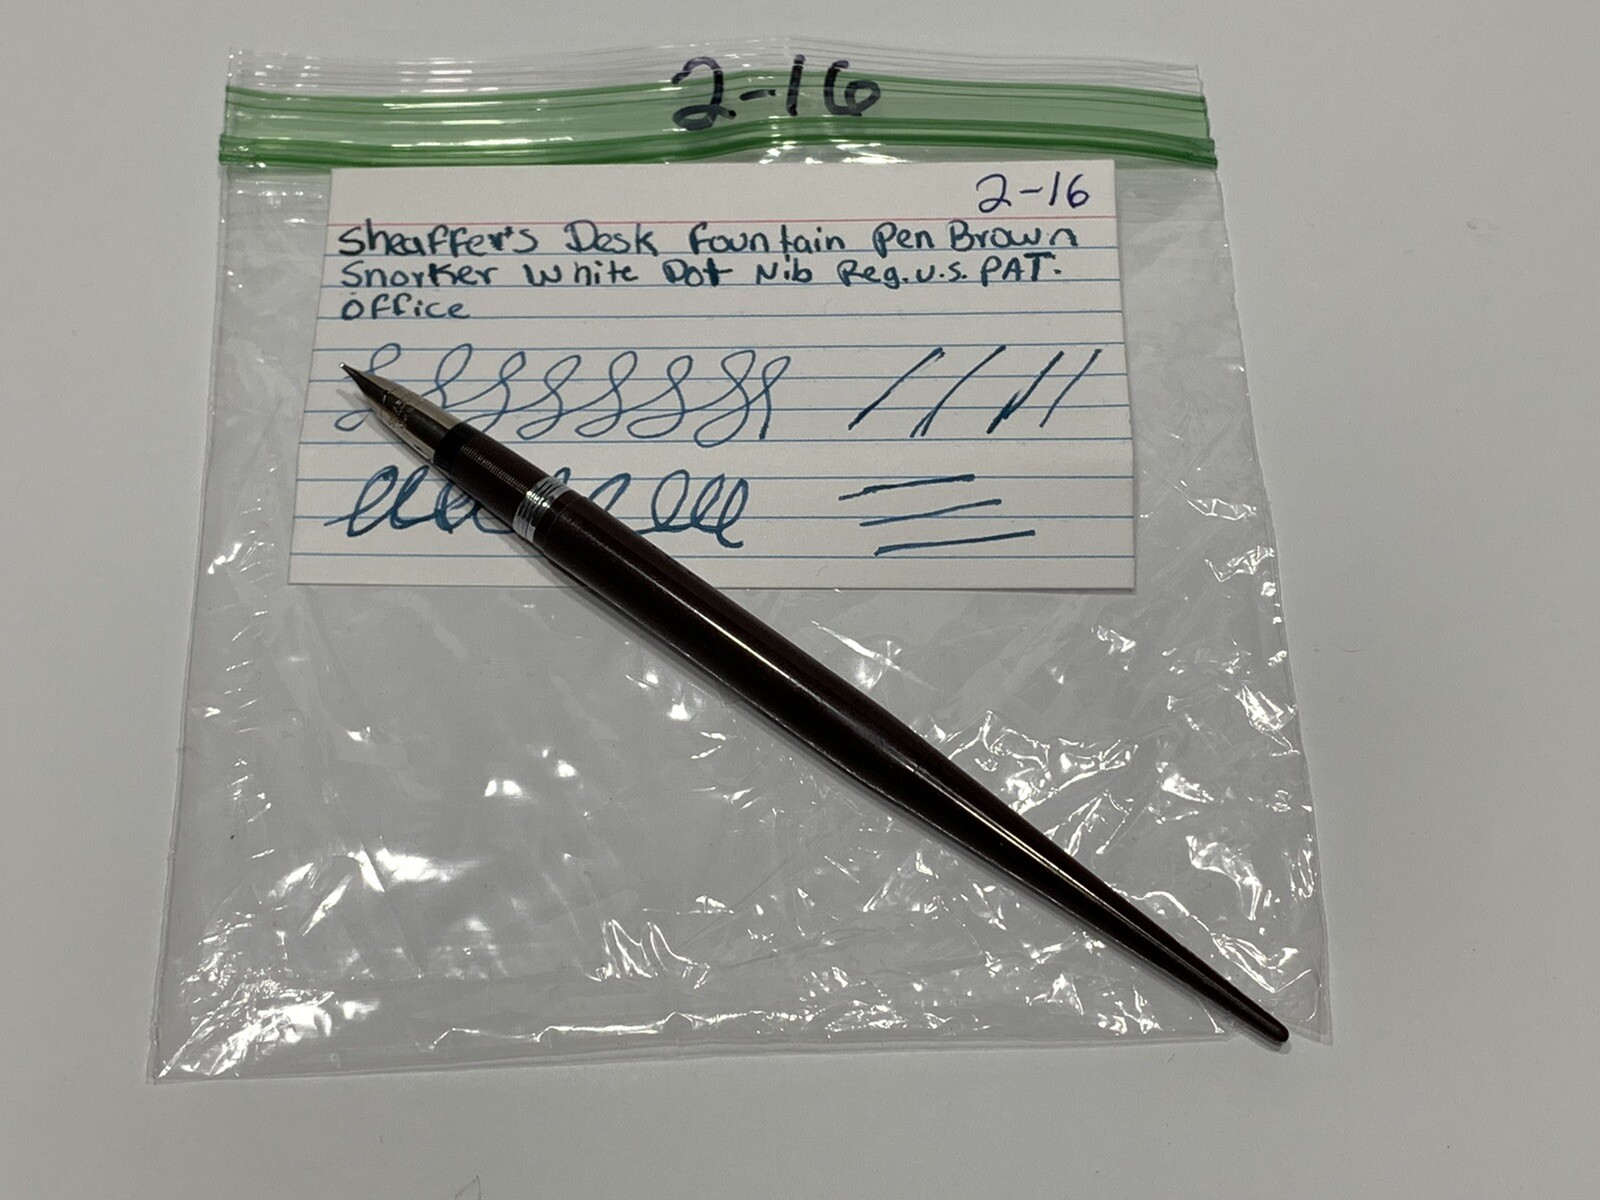 2-16
2-16
Sheaffer's Desk fountain Pen Brown
Snorker White Dot Nib Reg. U.S. PAT.
Office